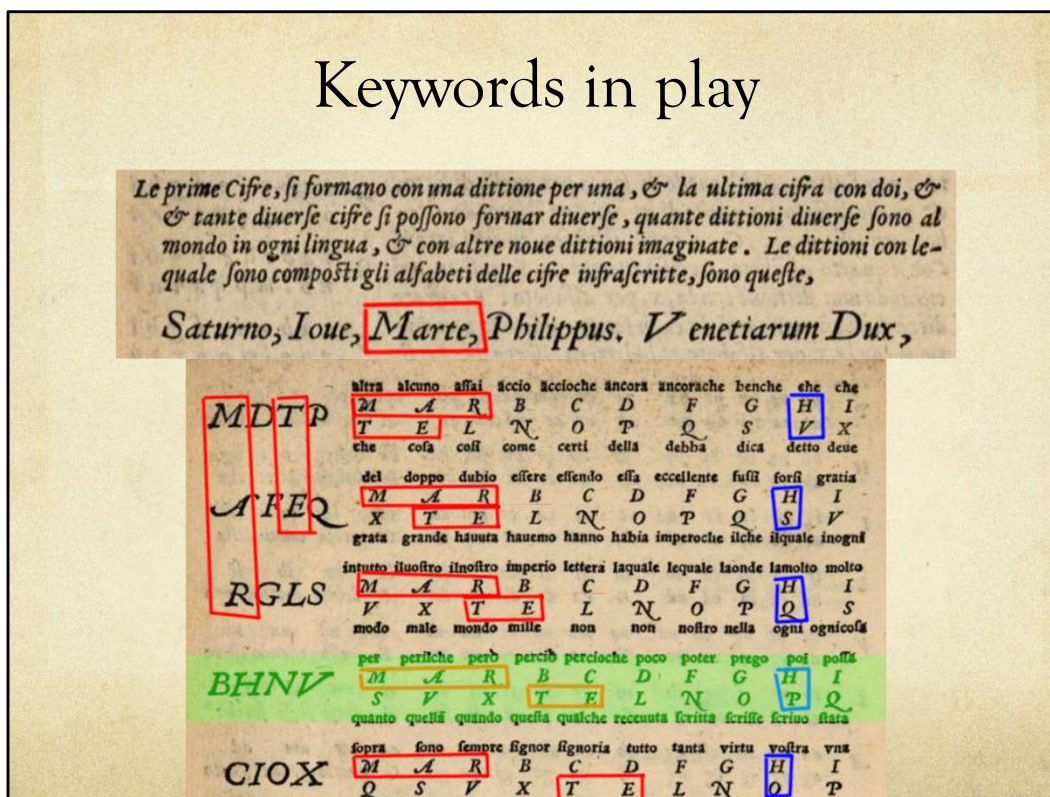 Keywords in play
Le prime Cifre, ſi formano con una dittione per una, & la ultima cifra con doi, &
& tante diuerſe cifre ſi poſſono formar diuerſe, quante dittioni diuerſe ſono al
mondo in ogni lingua, & con altre noue dittioni imaginate. Le dittioni con le-
quale ſono compoſti gli alfabeti delle cifre infraſcritte, ſono queſte,
Saturno, Ioue, Marte, Philippus. Venetiarum Dux,
altra alcuno aſſai accio accioche ancora ancorache benche che che
MDTP M A R B C D F G H I
T E L N O P Q S V X
che coſa coſi come certi della debba dica detto deue
del doppo dubio eſſere eſſendo eſſa eccellente fuſſi forſi gratia
AFEQ M A R B C D F G H I
X T E L N O P Q S V
grata grande hauuta hauemo hanno habia imperoche ilche ilquale inogni
intutto iluoſtro ilnoſtro imperio lettera laquale lequale laonde lamolto molto
RGLS M A R B C D F G H I
V X T E L N O P Q S
modo male mondo mille non non noſtro nella ogni ognicoſa
per perilche però perciò percioche poco poter prego poi poſſa
BHNV M A R B C D F G H I
S V X T E L N O P Q
quanto quella quando queſta qualche receuuta ſcritta ſcriſſe ſcriuo ſtata
ſopra ſono ſempre ſignor ſignoria tutto tanta virtu voſtra vna
CIOX M A R B C D F G H I
Q S V X T E L N O P